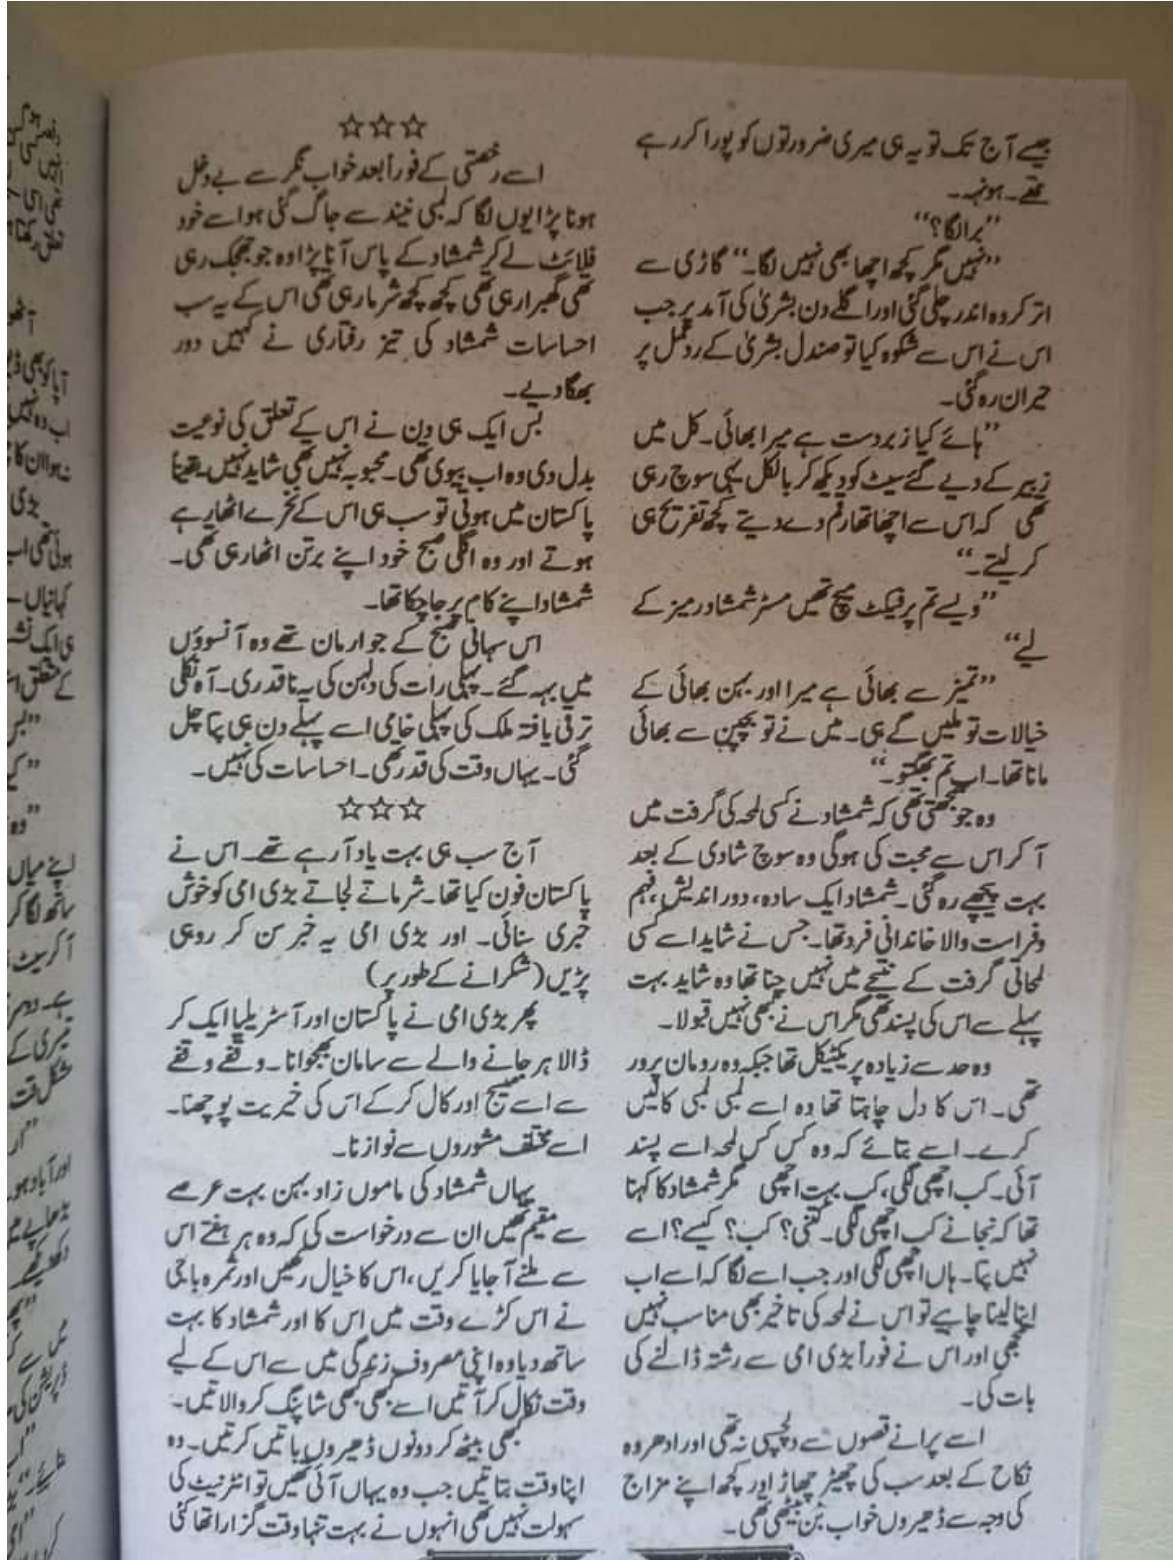 جیسے آج تک تو یہ ہی میری ضرورتوں کو پورا کر رہے
تھے۔ ہونہہ۔
”برا لگا؟“
”نہیں مگر کچھ اچھا بھی نہیں لگا۔“ گاڑی سے
اتر کر وہ اندر چلی گئی اور اگلے دن بشریٰ کی آمد پر جب
اس نے اس سے شکوہ کیا تو صندل بشریٰ کے ردعمل پر
حیران رہ گئی۔
”ہائے کیا زبردست ہے میرا بھائی۔ کل میں
زبیر کے دیے گئے سیٹ کو دیکھ کر بالکل یہی سوچ رہی
تھی کہ اس سے اچھا تھا رقم دے دیتے کچھ تفریح ہی
کر لیتے۔“
”ویسے تم پرفیکٹ میچ تھیں مسٹر شمشاد رمیز کے
لیے“
”تمیز سے بھائی ہے میرا اور بہن بھائی کے
خیالات تو ملیں گے ہی۔ میں نے تو بچپن سے بھائی
مانا تھا۔ اب تم بھگتو۔“
وہ جو سمجھتی تھی کہ شمشاد نے کسی لمحہ کی گرفت میں
آ کر اس سے محبت کی ہوگی وہ سوچ شادی کے بعد
بہت پیچھے رہ گئی۔ شمشاد ایک سادہ، دور اندیش، فہم
و فراست والا خاندانی فرد تھا۔ جس نے شاید اسے کسی
لمحاتی گرفت کے نتیجے میں نہیں چنا تھا وہ شاید بہت
پہلے سے اس کی پسند تھی مگر اس نے کبھی نہیں قبولا۔
وہ حد سے زیادہ پریکٹیکل تھا جبکہ وہ رومان پرور
تھی۔ اس کا دل چاہتا تھا وہ اسے لمبی لمبی کالیں
کرے۔ اسے بتائے کہ وہ کس کس لمحہ اسے پسند
آئی۔ کب اچھی لگی، کب بہت اچھی مگر شمشاد کا کہنا
تھا کہ نجانے کب اچھی لگی۔ کتنی؟ کب؟ کیسے؟ اسے
نہیں پتا۔ ہاں اچھی لگی اور جب اسے لگا کہ اسے اب
اپنا لینا چاہیے تو اس نے لمحہ کی تاخیر بھی مناسب نہیں
سمجھی اور اس نے فوراً بڑی امی سے رشتہ ڈالنے کی
بات کی۔
اسے پرانے قصوں سے دلچسپی نہ تھی اور ادھر وہ
نکاح کے بعد سب کی چھیڑ چھاڑ اور کچھ اپنے مزاج
کی وجہ سے ڈھیروں خواب بُن بیٹھی تھی۔
☆☆☆
اسے رخصتی کے فوراً بعد خواب نگر سے بے دخل
ہونا پڑا یوں لگا کہ لمبی نیند سے جاگ گئی ہو اسے خود
فلائٹ لے کر شمشاد کے پاس آنا پڑا وہ جو جھجک رہی
تھی گھبرا رہی تھی کچھ کچھ شرما رہی تھی اس کے یہ سب
احساسات شمشاد کی تیز رفتاری نے کہیں دور
بھگا دیے۔
بس ایک ہی دن نے اس کے تعلق کی نوعیت
بدل دی وہ اب بیوی تھی۔ محبوبہ نہیں تھی شاید نہیں یقیناً
پاکستان میں ہوتی تو سب ہی اس کے نخرے اٹھا رہے
ہوتے اور وہ اگلی صبح خود اپنے برتن اٹھا رہی تھی۔
شمشاد اپنے کام پر جا چکا تھا۔
اس سہانی صبح کے جو ارمان تھے وہ آنسوؤں
میں بہہ گئے۔ پہلی رات کی دلہن کی یہ ناقدری۔ آہ نکلی
ترقی یافتہ ملک کی پہلی خامی اسے پہلے دن ہی پتا چل
گئی۔ یہاں وقت کی قدر تھی۔ احساسات کی نہیں۔
☆☆☆
آج سب ہی بہت یاد آ رہے تھے۔ اس نے
پاکستان فون کیا تھا۔ شرماتے لجاتے بڑی امی کو خوش
خبری سنائی۔ اور بڑی امی یہ خبر سن کر رو ہی
پڑیں (شکرانے کے طور پر)
پھر بڑی امی نے پاکستان اور آسٹریلیا ایک کر
ڈالا ہر جانے والے سے سامان بھجوانا۔ وقفے وقفے
سے اسے میسج اور کال کر کے اس کی خیریت پوچھنا۔
اسے مختلف مشوروں سے نوازنا۔
یہاں شمشاد کی ماموں زاد بہن بہت عرصے
سے مقیم تھیں ان سے درخواست کی کہ وہ ہر ہفتے اس
سے ملنے آ جایا کریں، اس کا خیال رکھیں اور ثمرہ باجی
نے اس کڑے وقت میں اس کا اور شمشاد کا بہت
ساتھ دیا وہ اپنی مصروف زندگی میں سے اس کے لیے
وقت نکال کر آتیں اسے کبھی کبھی شاپنگ کروا لاتیں۔
کبھی بیٹھ کر دونوں ڈھیروں باتیں کرتیں۔ وہ
اپنا وقت بتاتیں جب وہ یہاں آئی تھیں تو انٹرنیٹ کی
سہولت نہیں تھی انہوں نے بہت تنہا وقت گزارا تھا کئی